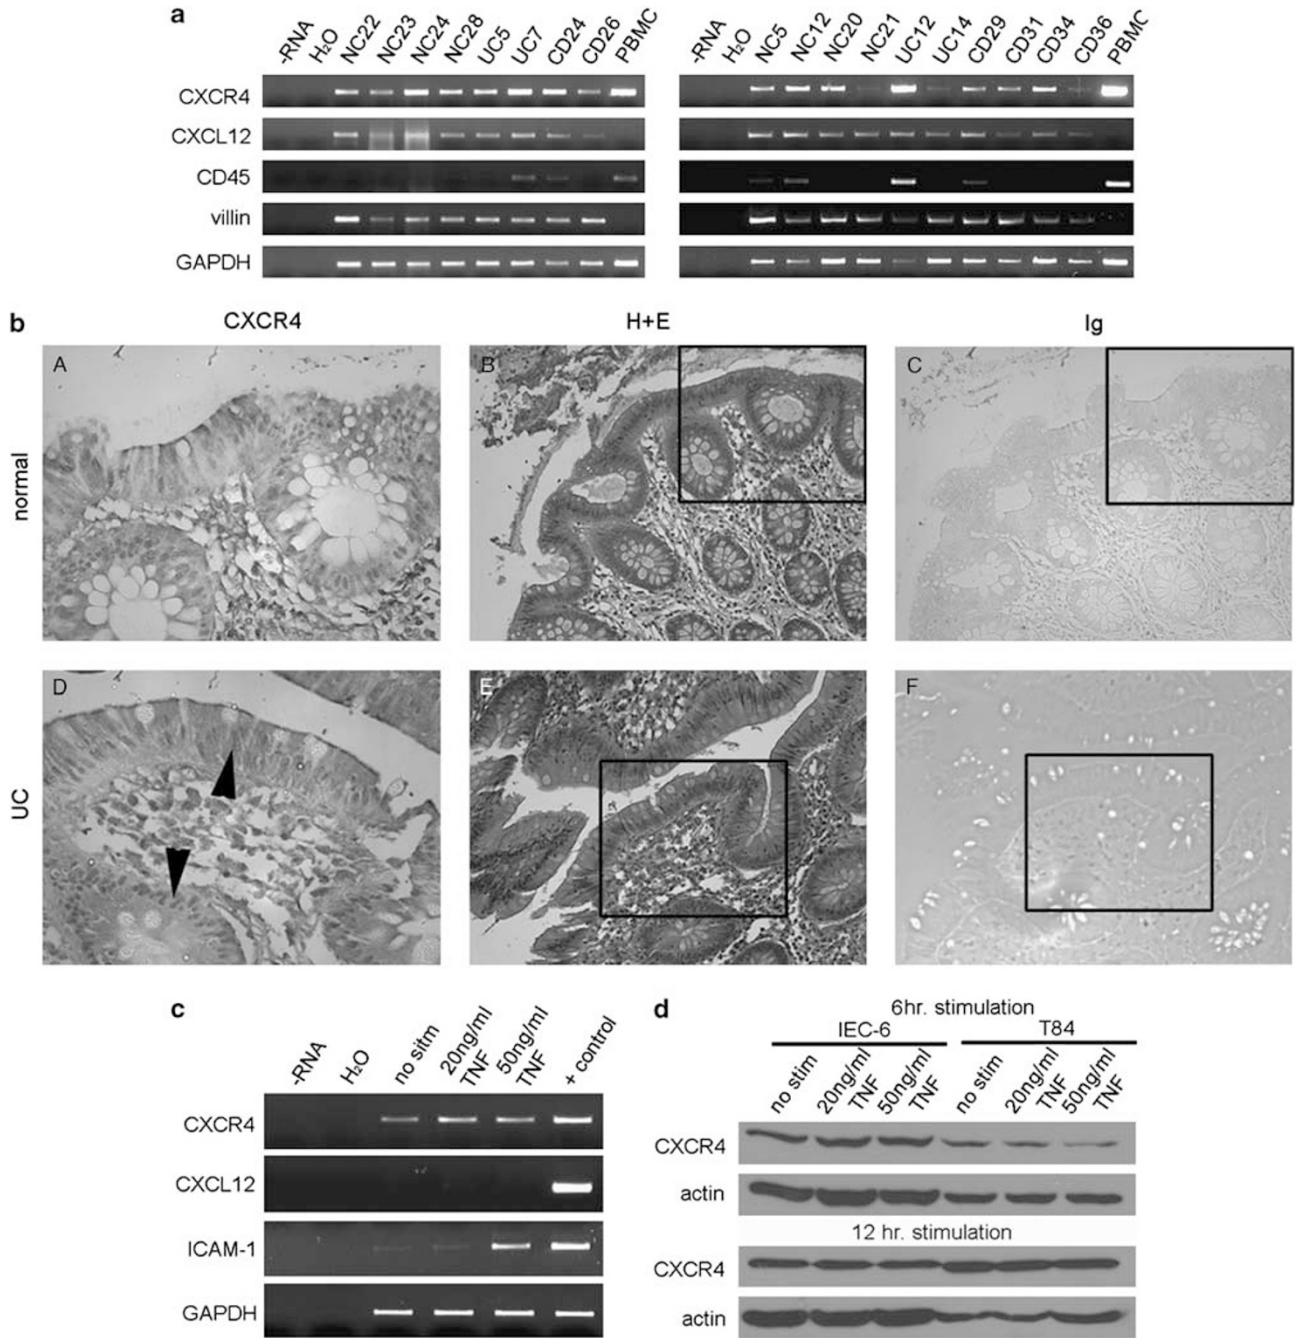 a
-RNA H₂O NC22 NC23 NC24 NC28 UC5 UC7 CD24 CD26 PBMC
-RNA H₂O NC5 NC12 NC20 NC21 UC12 UC14 CD29 CD31 CD34 CD36 PBMC
CXCR4
CXCL12
CD45
villin
GAPDH
b
CXCR4 H+E Ig
normal
A B C
UC
D E F
c
-RNA H₂O no sitm 20ng/ml TNF 50ng/ml TNF + control
CXCR4
CXCL12
ICAM-1
GAPDH
d
6hr. stimulation
IEC-6 T84
no stim 20ng/ml TNF 50ng/ml TNF no stim 20ng/ml TNF 50ng/ml TNF
CXCR4
actin
12 hr. stimulation
CXCR4
actin